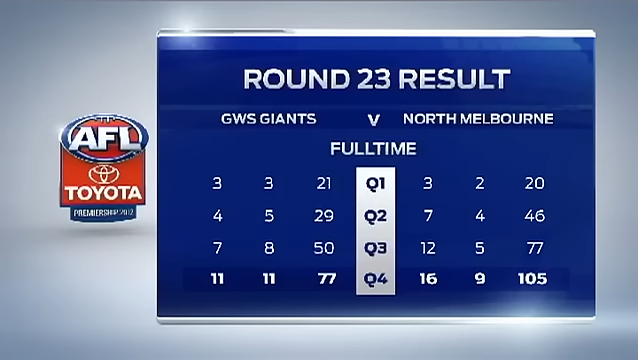 ROUND 23 RESULT
GWS GIANTS V NORTH MELBOURNE
FULLTIME
3 3 21 Q1 3 2 20
4 5 29 Q2 7 4 46
7 8 50 Q3 12 5 77
11 11 77 Q4 16 9 105
AFL
TOYOTA
PREMIERSHIP 2012